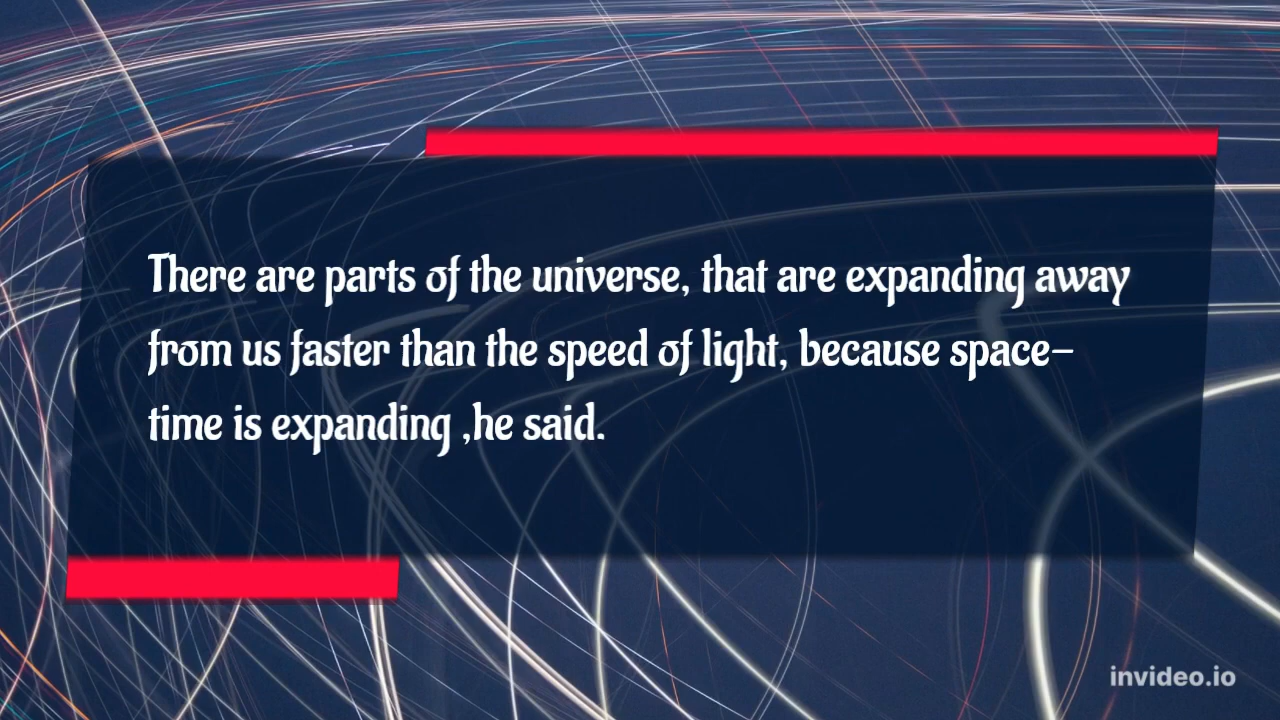 There are parts of the universe, that are expanding away
from us faster than the speed of light, because space-
time is expanding ,he said.
invideo.io